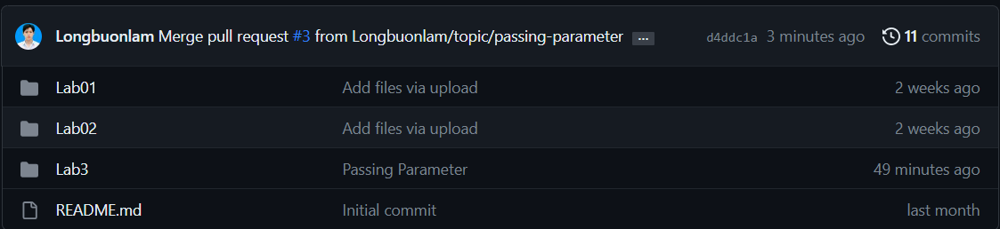 Longbuonlam Merge pull request #3 from Longbuonlam/topic/passing-parameter ... d4ddc1a 3 minutes ago 11 commits
Lab01 Add files via upload 2 weeks ago
Lab02 Add files via upload 2 weeks ago
Lab3 Passing Parameter 49 minutes ago
README.md Initial commit last month